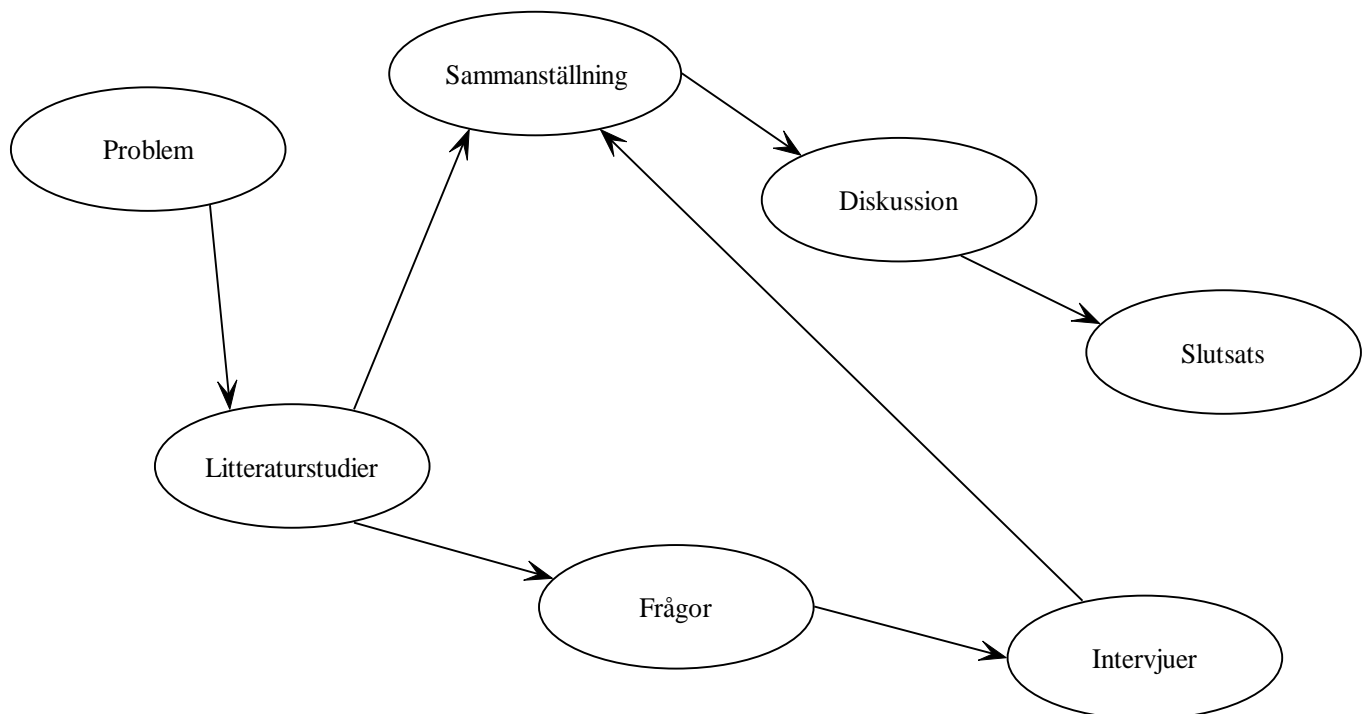 Sammanställning
Problem
Diskussion
Slutsats
Litteraturstudier
Frågor
Intervjuer